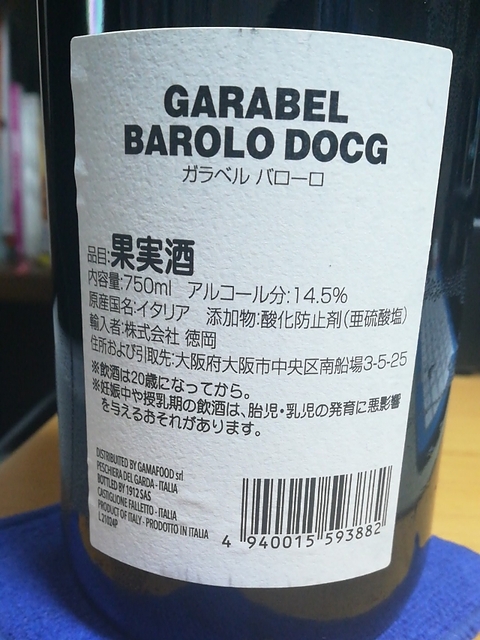 GARABEL
BAROLO DOCG
ガラベル バローロ
品目:果実酒
内容量:750ml アルコール分:14.5%
原産国名:イタリア 添加物:酸化防止剤(亜硫酸塩)
輸入者:株式会社 徳岡
住所および引取先:大阪府大阪市中央区南船場3-5-25
※飲酒は20歳になってから。
※妊娠中や授乳期の飲酒は、胎児・乳児の発育に悪影響
を与えるおそれがあります。
DISTRIBUITED BY GAMAFOOD srl
PESCHIERA DEL GARDA - ITALIA
BOTTLED BY 1912 SAS
CASTIGLIONE FALLETTO - ITALIA
PRODUCT OF ITALY - PRODOTTO IN ITALIA
L 21024P
4 940015 593882